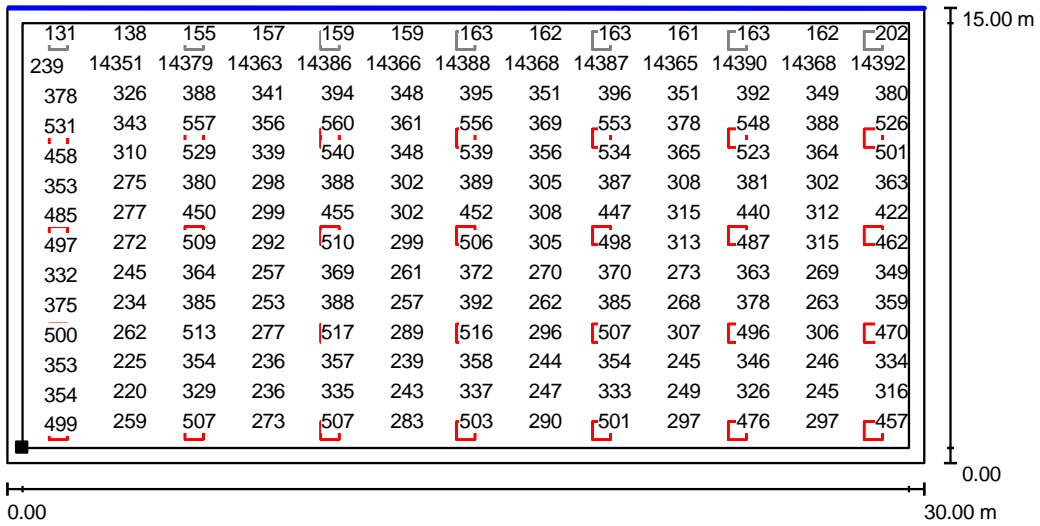 131 138 155 157 159 159 163 162 163 161 163 162 202
15.00 m
239 14351 14379 14363 14386 14366 14388 14368 14387 14365 14390 14368 14392
378 326 388 341 394 348 395 351 396 351 392 349 380
531 343 557 356 560 361 556 369 553 378 548 388 526
458 310 529 339 540 348 539 356 534 365 523 364 501
353 275 380 298 388 302 389 305 387 308 381 302 363
485 277 450 299 455 302 452 308 447 315 440 312 422
497 272 509 292 510 299 506 305 498 313 487 315 462
332 245 364 257 369 261 372 270 370 273 363 269 349
375 234 385 253 388 257 392 262 385 268 378 263 359
500 262 513 277 517 289 516 296 507 307 496 306 470
353 225 354 236 357 239 358 244 354 245 346 246 334
354 220 329 236 335 243 337 247 333 249 326 245 316
499 259 507 273 507 283 503 290 501 297 476 297 457
0.00
0.00 30.00 m